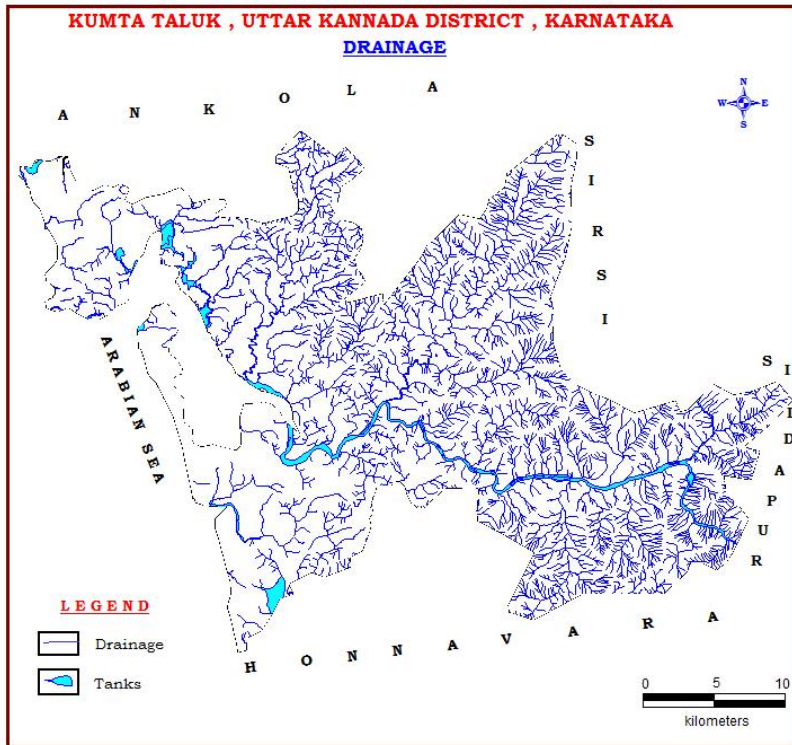 KUMTA TALUK , UTTAR KANNADA DISTRICT , KARNATAKA
DRAINAGE
A N K O L A
N
W E
S
S I R S I
S I D D A P U R
ARABIAN SEA
LEGEND
Drainage
Tanks
H O N N A V A R A
0 5 10
kilometers